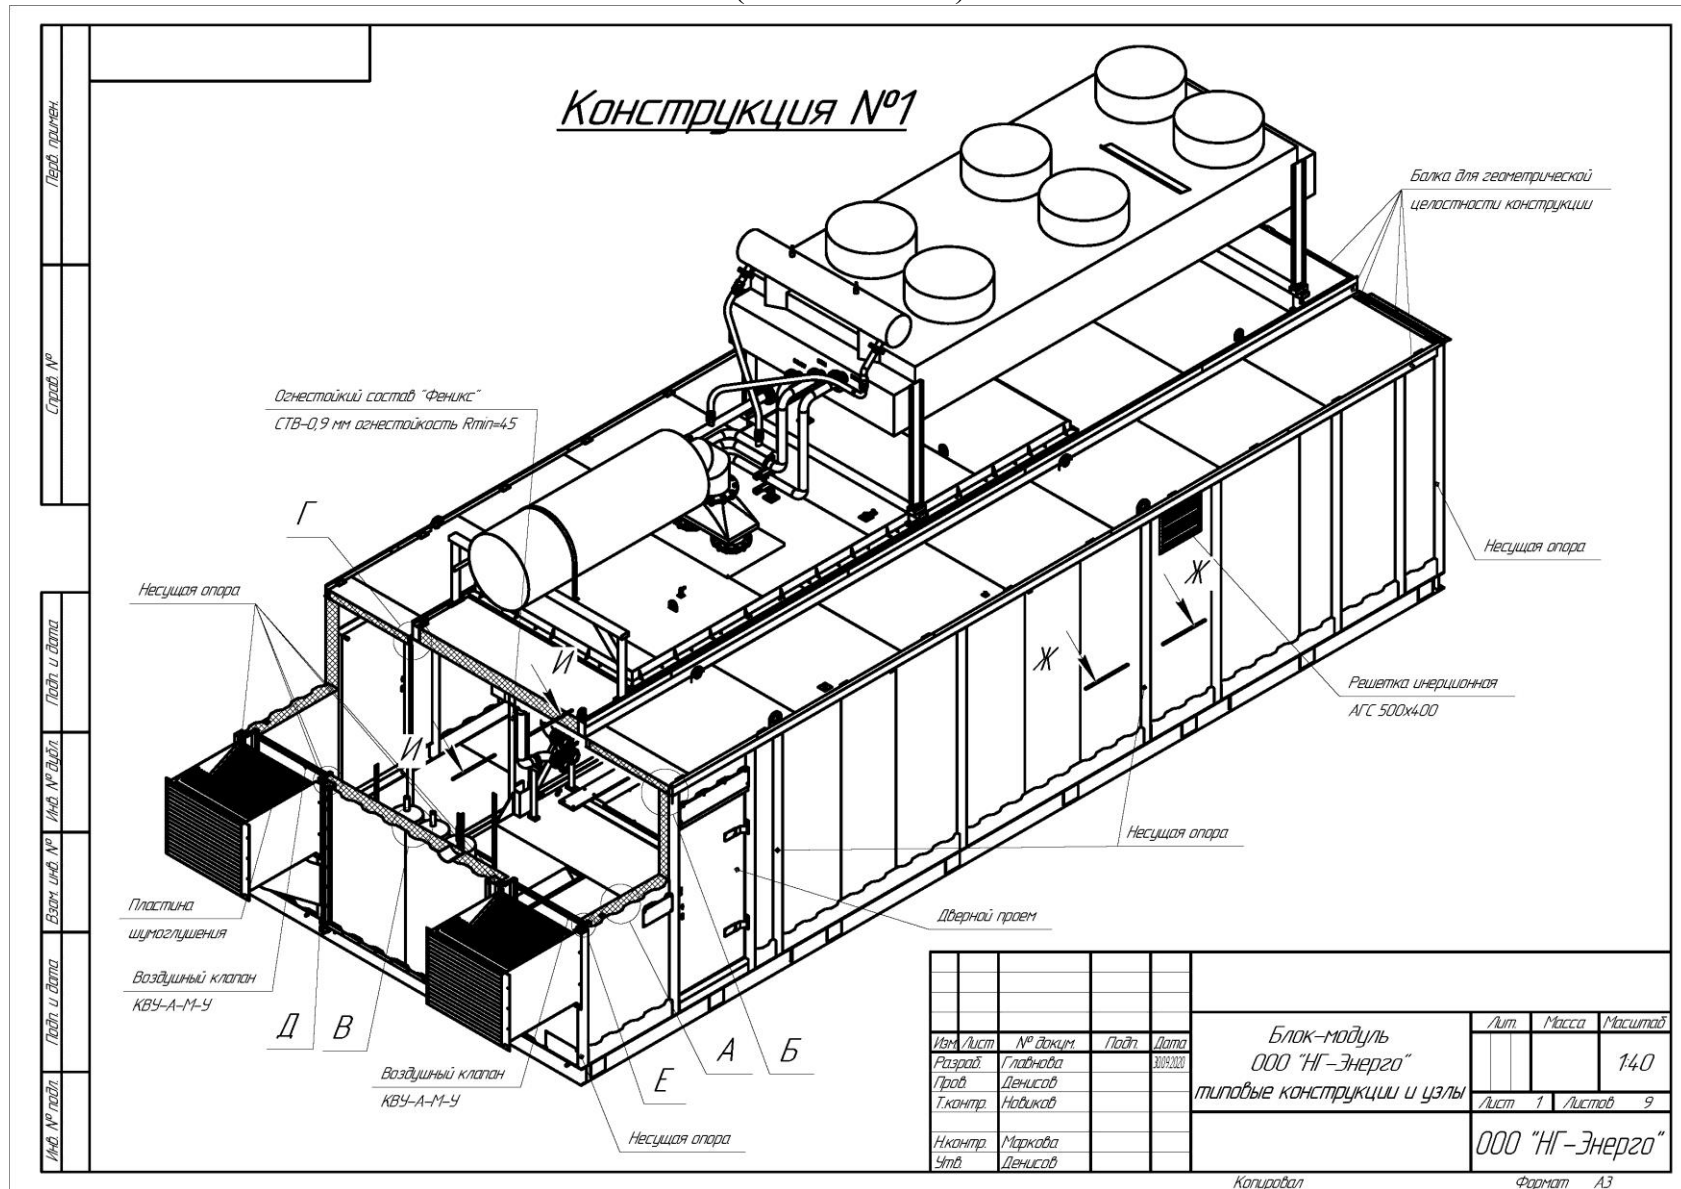 Конструкция №1
Балка для геометрической
целостности конструкции
Огнестойкий состав "Феникс"
СТВ-0,9 мм огнестойкость Rmin=45
Г
Несущая опора
Несущая опора
Ж
Ж
И
И
Решетка инерционная
АГС 500х400
Несущая опора
Дверной проем
Пластина
шумоглушения
Воздушный клапан
КВУ-А-М-У
Д
В
А
Б
Е
Воздушный клапан
КВУ-А-М-У
Несущая опора
Перв. примен.
Справ. №
Подп. и дата
Инв. № дубл.
Взам. инв. №
Подп. и дата
Инв. № подл.
Изм. Лист № докум. Подп. Дата
Разраб. Главнова 30.09.2020
Пров. Денисов
Т.контр. Новиков
Н.контр. Маркова
Утв. Денисов
Блок-модуль
ООО "НГ-Энерго"
типовые конструкции и узлы
Лит. Масса Масштаб
1:40
Лист 1 Листов 9
ООО "НГ-Энерго"
Копировал Формат А3